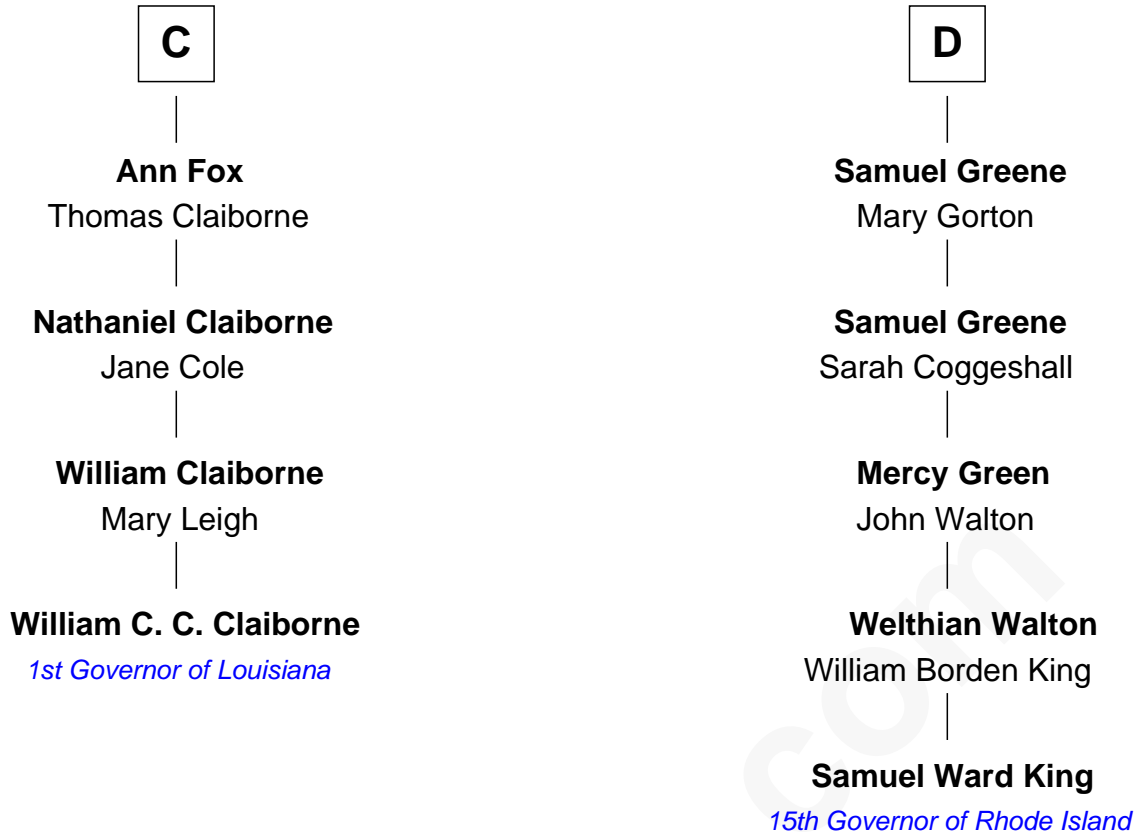 C
Ann Fox
Thomas Claiborne
Nathaniel Claiborne
Jane Cole
William Claiborne
Mary Leigh
William C. C. Claiborne
1st Governor of Louisiana
D
Samuel Greene
Mary Gorton
Samuel Greene
Sarah Coggeshall
Mercy Green
John Walton
Welthian Walton
William Borden King
Samuel Ward King
15th Governor of Rhode Island
com